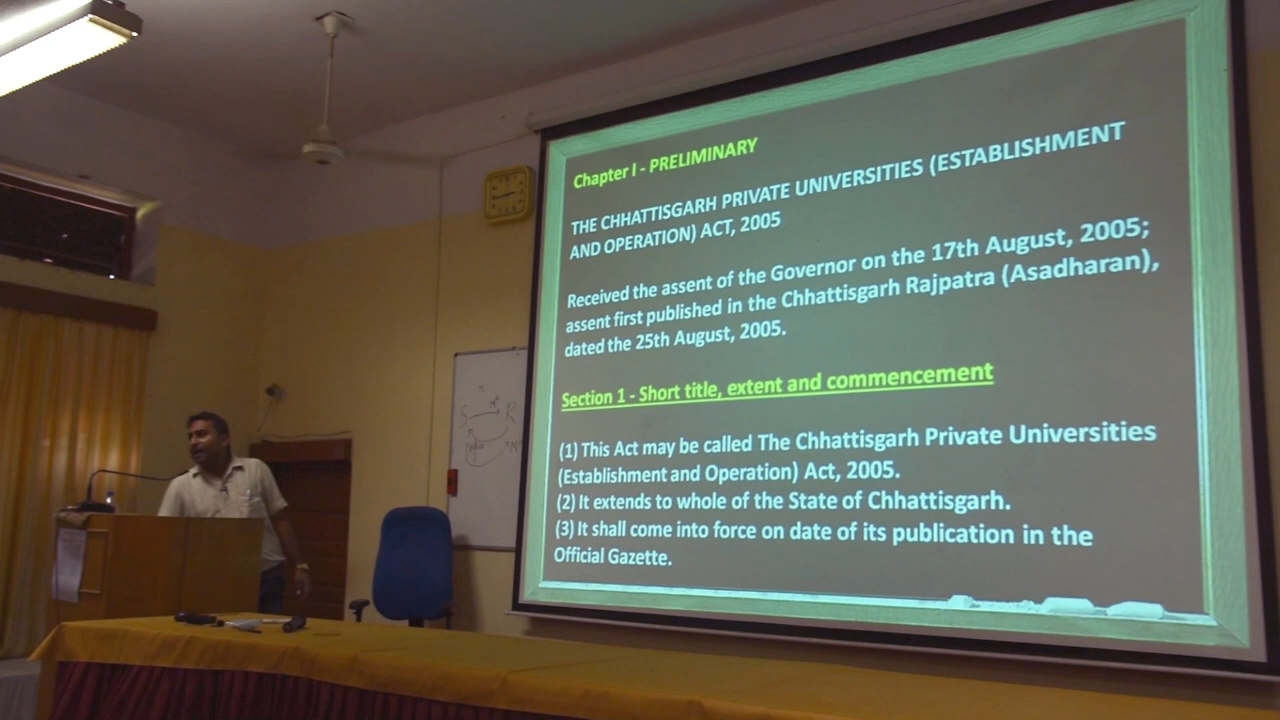 Chapter I - PRELIMINARY
THE CHHATTISGARH PRIVATE UNIVERSITIES (ESTABLISHMENT
AND OPERATION) ACT, 2005
Received the assent of the Governor on the 17th August, 2005;
assent first published in the Chhattisgarh Rajpatra (Asadharan),
dated the 25th August, 2005.
Section 1 - Short title, extent and commencement
(1) This Act may be called The Chhattisgarh Private Universities
(Establishment and Operation) Act, 2005.
(2) It extends to whole of the State of Chhattisgarh.
(3) It shall come into force on date of its publication in the
Official Gazette.
S
R